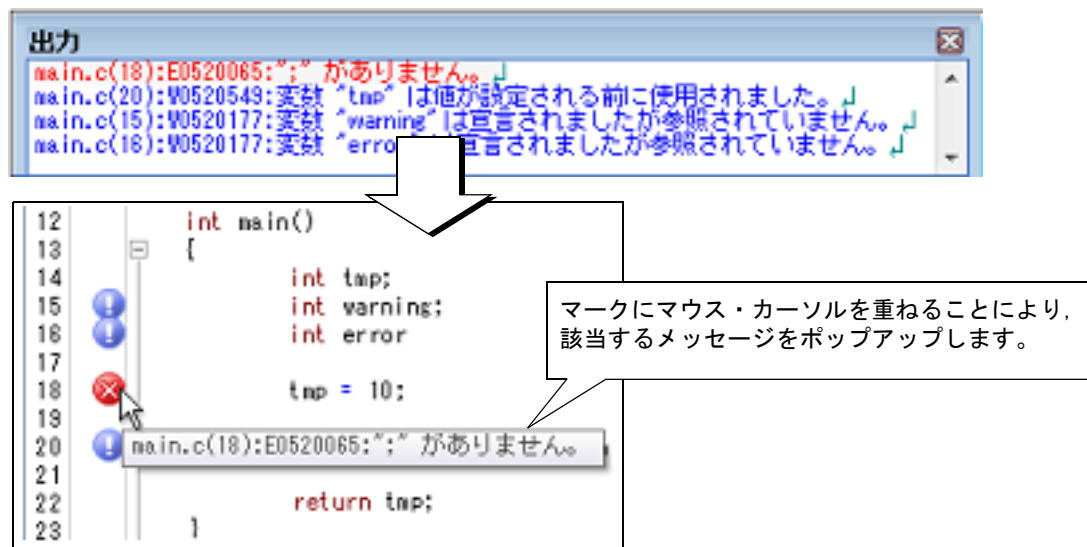 出力
main.c(18):E0520065:";" がありません。
main.c(20):W0520549:変数 "tmp" は値が設定される前に使用されました。
main.c(15):W0520177:変数 "warning" は宣言されましたが参照されていません。
main.c(16):W0520177:変数 "erro 宣言されましたが参照されていません。
12 int main()
13 {
14 int tmp;
15 int warning;
16 int error
17
18 tmp = 10;
19
20
main.c(18):E0520065:";" がありません。
21
22 return tmp;
23 }
マークにマウス・カーソルを重ねることにより,
該当するメッセージをポップアップします。